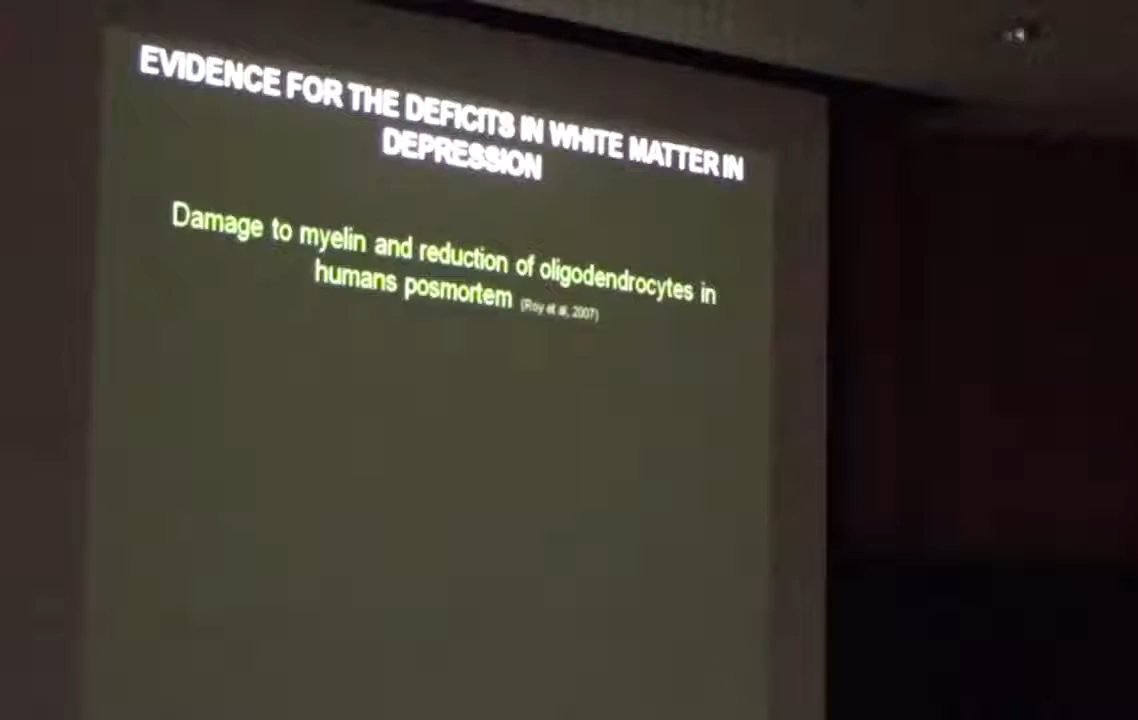 EVIDENCE FOR THE DEFICITS IN WHITE MATTER IN
DEPRESSION
Damage to myelin and reduction of oligodendrocytes in
humans posmortem (Roy et al, 2007)